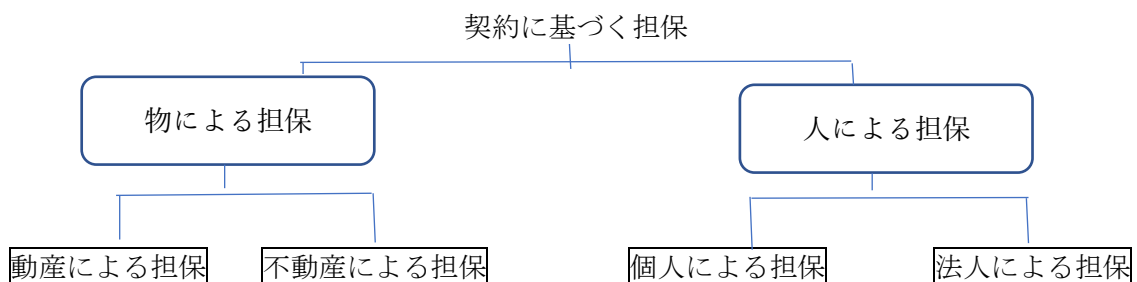 契約に基づく担保
物による担保
人による担保
動産による担保
不動産による担保
個人による担保
法人による担保